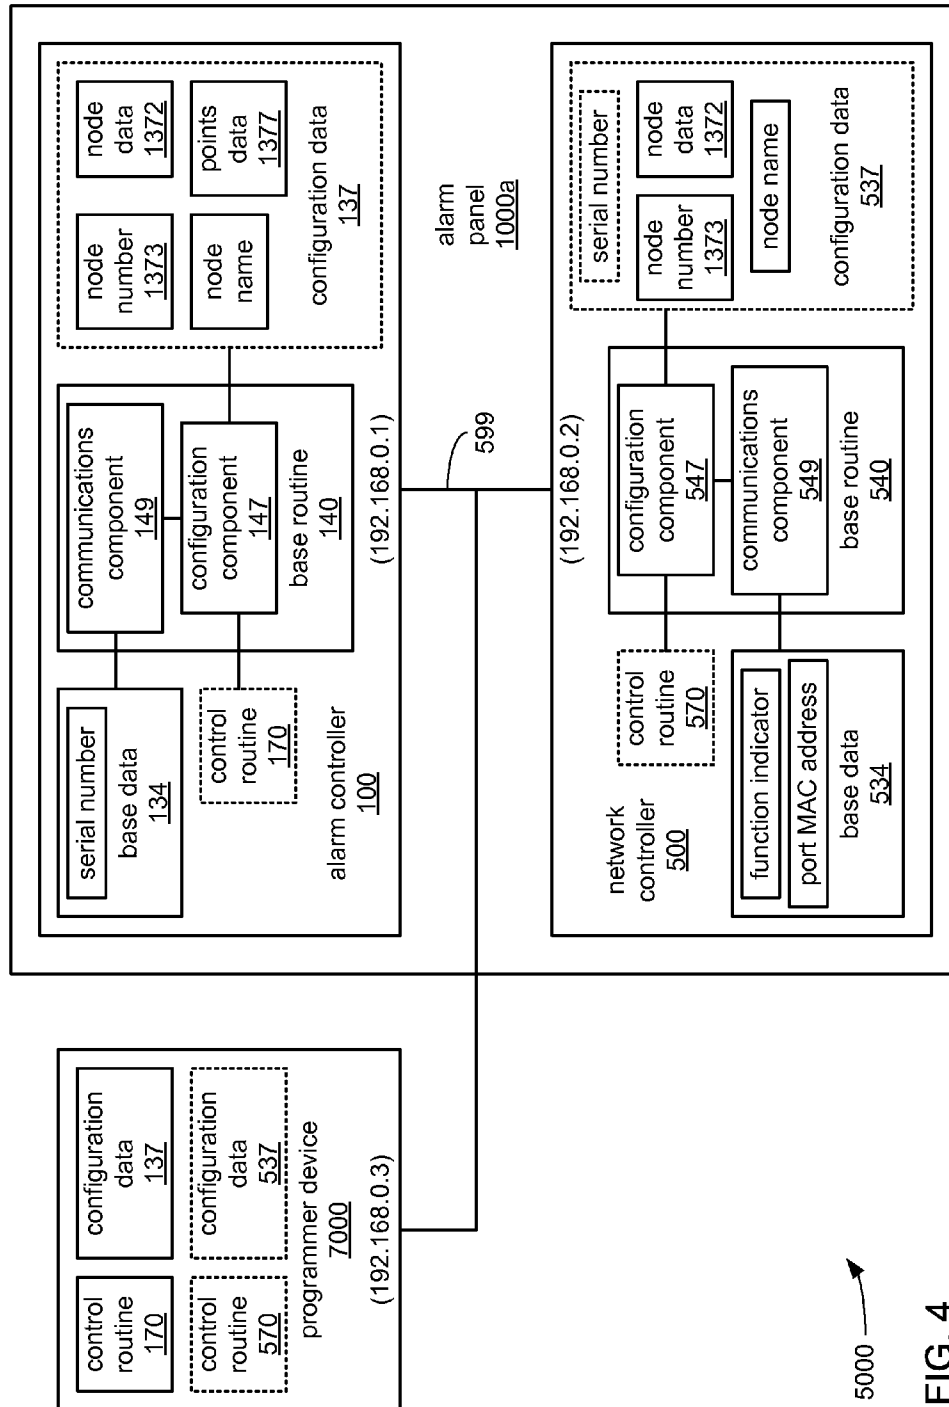 control
routine
170
configuration
data
137
control
routine
570
configuration
data
537
programmer device
7000
(192.168.0.3)
serial number
base data
134
control
routine
170
alarm controller
100
communications
component
149
configuration
component
147
base routine
140
node
number
1373
node
data
1372
node
name
points
data
1377
configuration data
137
(192.168.0.1)
599
alarm
panel
1000a
(192.168.0.2)
network
controller
500
control
routine
570
function indicator
port MAC address
base data
534
configuration
component
547
communications
component
549
base routine
540
serial number
node
number
1373
node
data
1372
node name
configuration data
537
5000
FIG. 4